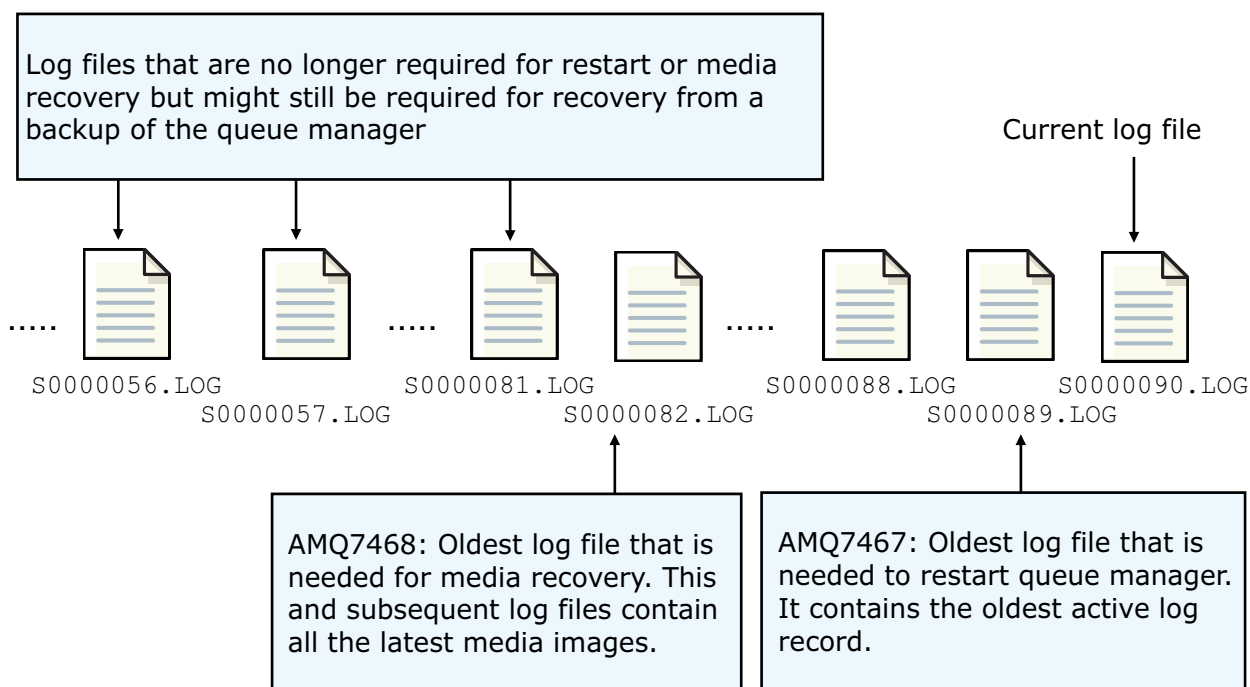 Log files that are no longer required for restart or media
recovery but might still be required for recovery from a
backup of the queue manager
Current log file
.....
.....
.....
S0000056.LOG
S0000057.LOG
S0000081.LOG
S0000082.LOG
S0000088.LOG
S0000089.LOG
S0000090.LOG
AMQ7468: Oldest log file that is
needed for media recovery. This
and subsequent log files contain
all the latest media images.
AMQ7467: Oldest log file that is
needed to restart queue manager.
It contains the oldest active log
record.